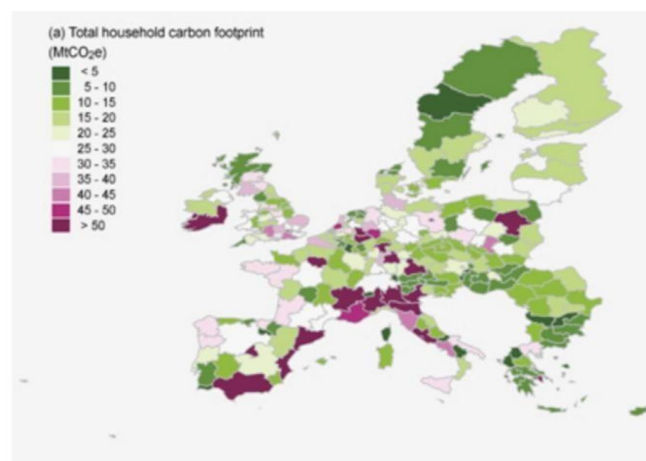 (a) Total household carbon footprint
(MtCO₂e)
< 5
5 - 10
10 - 15
15 - 20
20 - 25
25 - 30
30 - 35
35 - 40
40 - 45
45 - 50
> 50